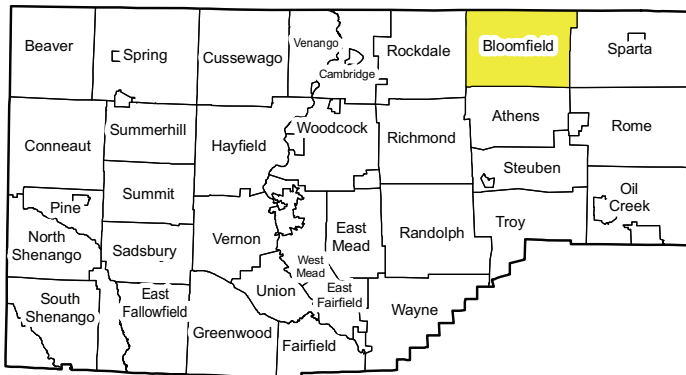 Beaver
Spring
Cussewago
Venango
Cambridge
Rockdale
Bloomfield
Sparta
Conneaut
Summerhill
Hayfield
Woodcock
Richmond
Athens
Rome
Steuben
Pine
Summit
Oil
Creek
North
Shenango
Sadsbury
Vernon
East
Mead
Randolph
Troy
West
Mead
South
Shenango
East
Fallowfield
Union
East
Fairfield
Wayne
Greenwood
Fairfield